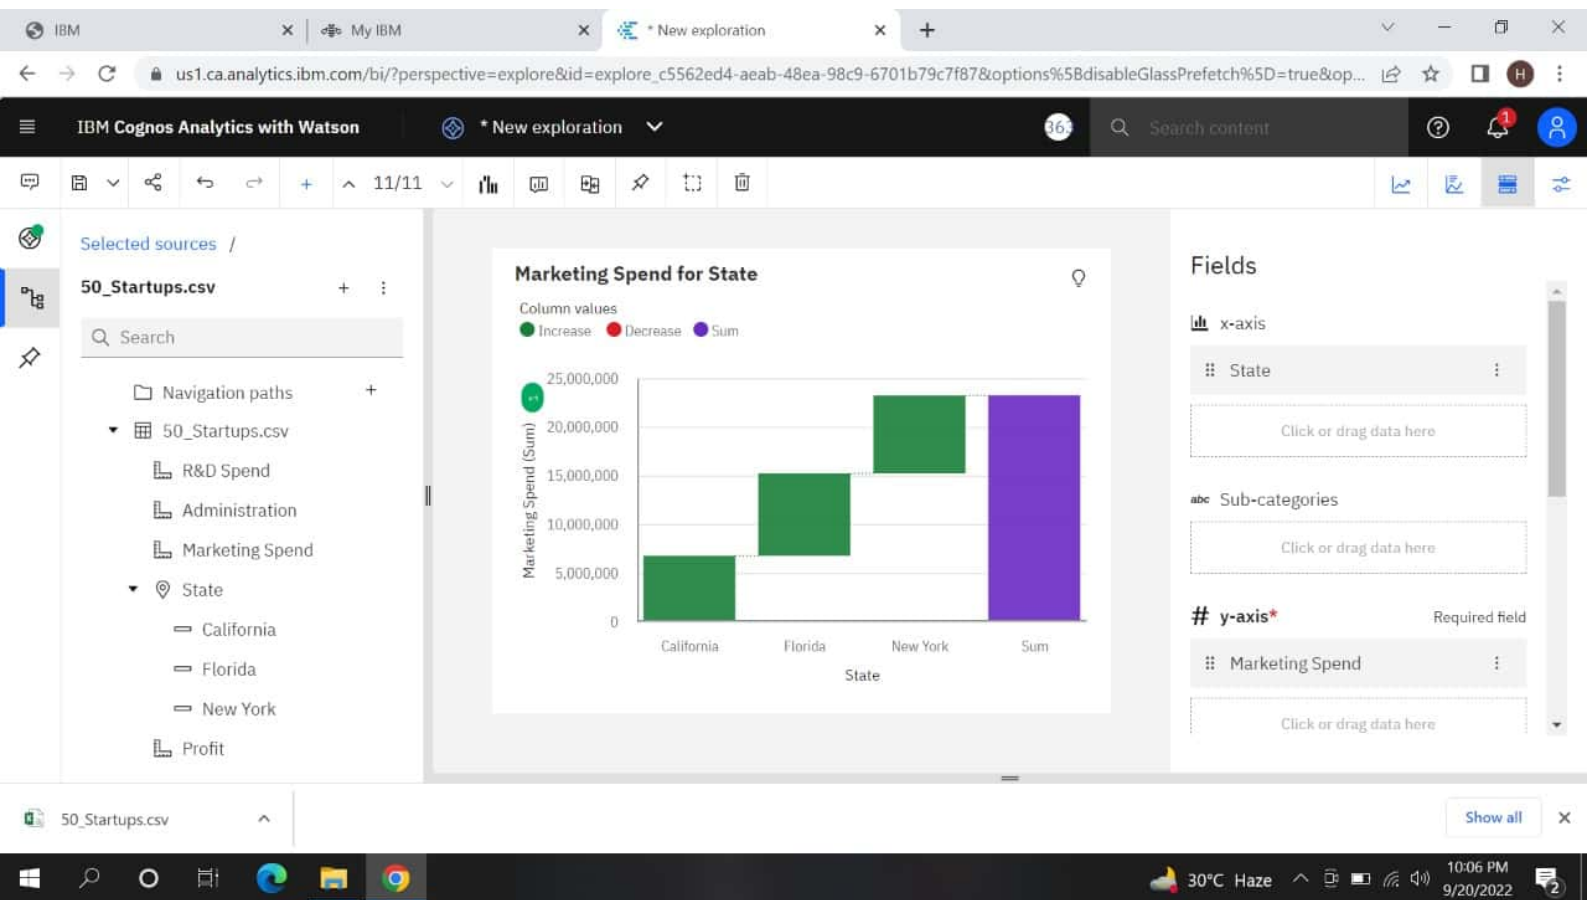 IBM
My IBM
* New exploration
us1.ca.analytics.ibm.com/bi/?perspective=explore&id=explore_c5562ed4-aeab-48ea-98c9-6701b79c7f87&options%5BdisableGlassPrefetch%5D=true&op...
H
IBM Cognos Analytics with Watson
* New exploration
363
Search content
1
11/11
Selected sources /
50_Startups.csv
Search
Navigation paths
50_Startups.csv
R&D Spend
Administration
Marketing Spend
State
California
Florida
New York
Profit
Marketing Spend for State
Column values
Increase Decrease Sum
25,000,000
20,000,000
15,000,000
10,000,000
5,000,000
0
Marketing Spend (Sum)
California Florida New York Sum
State
Fields
x-axis
State
Click or drag data here
abc Sub-categories
Click or drag data here
# y-axis* Required field
Marketing Spend
Click or drag data here
50_Startups.csv
Show all
30°C Haze
10:06 PM
9/20/2022
2